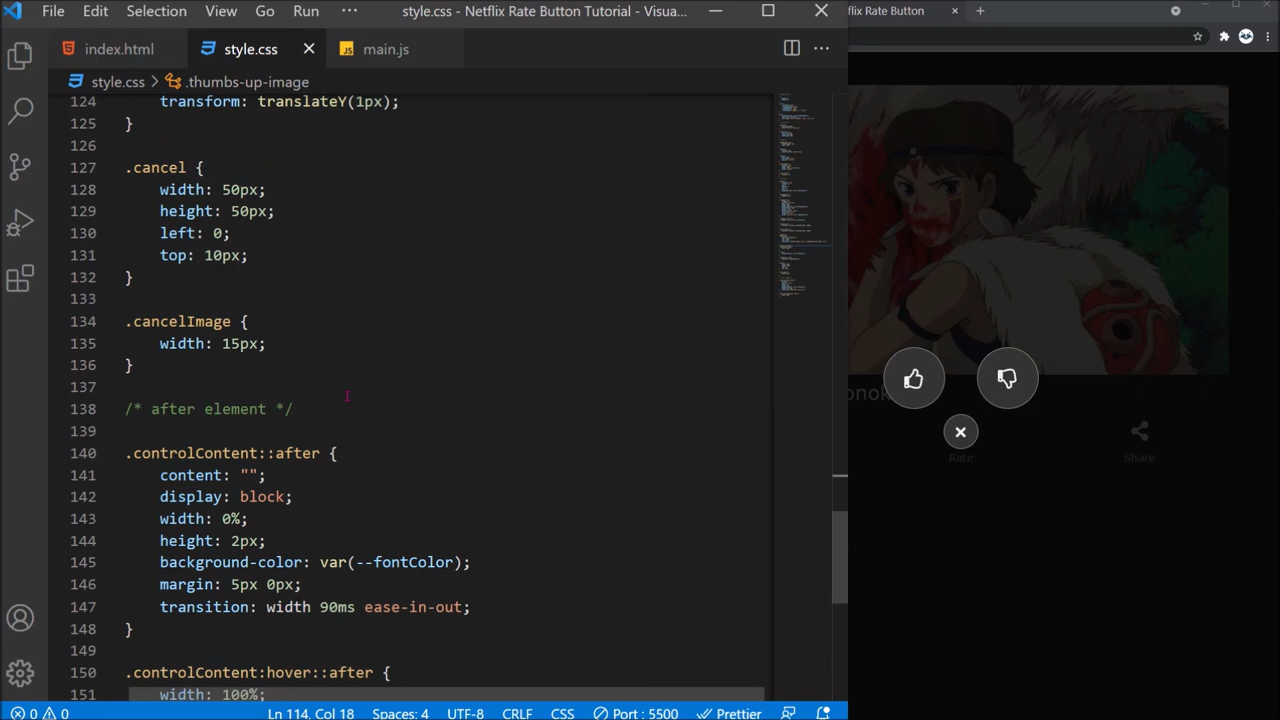 File Edit Selection View Go Run ··· style.css - Netflix Rate Button Tutorial - Visua...
flix Rate Button
index.html style.css main.js
style.css > .thumbs-up-image
124 transform: translateY(1px);
125 }
126
127 .cancel {
128 width: 50px;
129 height: 50px;
130 left: 0;
131 top: 10px;
132 }
133
134 .cancelImage {
135 width: 15px;
136 }
137
138 /* after element */
139
140 .controlContent::after {
141 content: "";
142 display: block;
143 width: 0%;
144 height: 2px;
145 background-color: var(--fontColor);
146 margin: 5px 0px;
147 transition: width 90ms ease-in-out;
148 }
149
150 .controlContent:hover::after {
151 width: 100%;
onok
Rate
Share
0 0 Ln 114, Col 18 Spaces: 4 UTF-8 CRLF CSS Port : 5500 Prettier